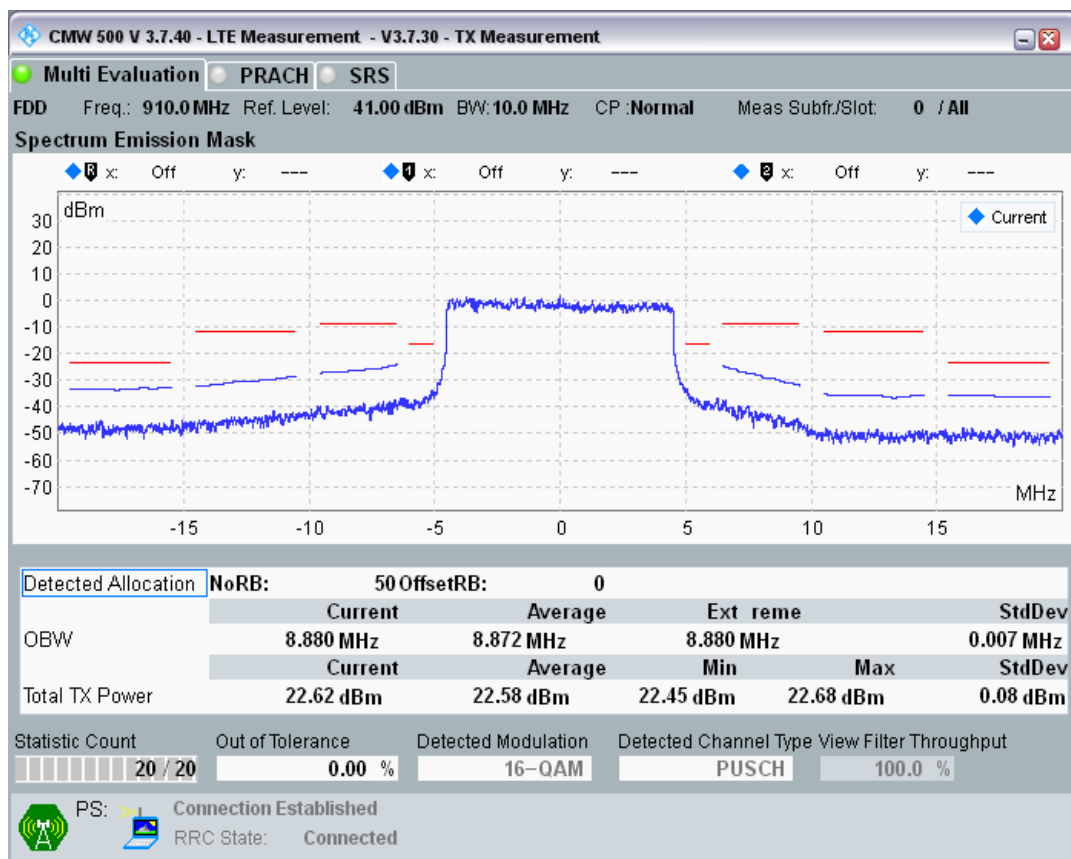 CMW 500 V 3.7.40 - LTE Measurement - V3.7.30 - TX Measurement
Multi Evaluation PRACH SRS
FDD Freq.: 910.0 MHz Ref. Level: 41.00 dBm BW: 10.0 MHz CP :Normal Meas Subfr./Slot: 0 / All
Spectrum Emission Mask
R x: Off y: --- 1 x: Off y: --- 2 x: Off y: ---
dBm
Current
30
20
10
0
-10
-20
-30
-40
-50
-60
-70
MHz
-15 -10 -5 0 5 10 15
Detected Allocation NoRB: 50 OffsetRB: 0
Current Average Ext reme StdDev
OBW 8.880 MHz 8.872 MHz 8.880 MHz 0.007 MHz
Current Average Min Max StdDev
Total TX Power 22.62 dBm 22.58 dBm 22.45 dBm 22.68 dBm 0.08 dBm
Statistic Count Out of Tolerance Detected Modulation Detected Channel Type View Filter Throughput
20 / 20 0.00 % 16-QAM PUSCH 100.0 %
PS: Connection Established
RRC State: Connected